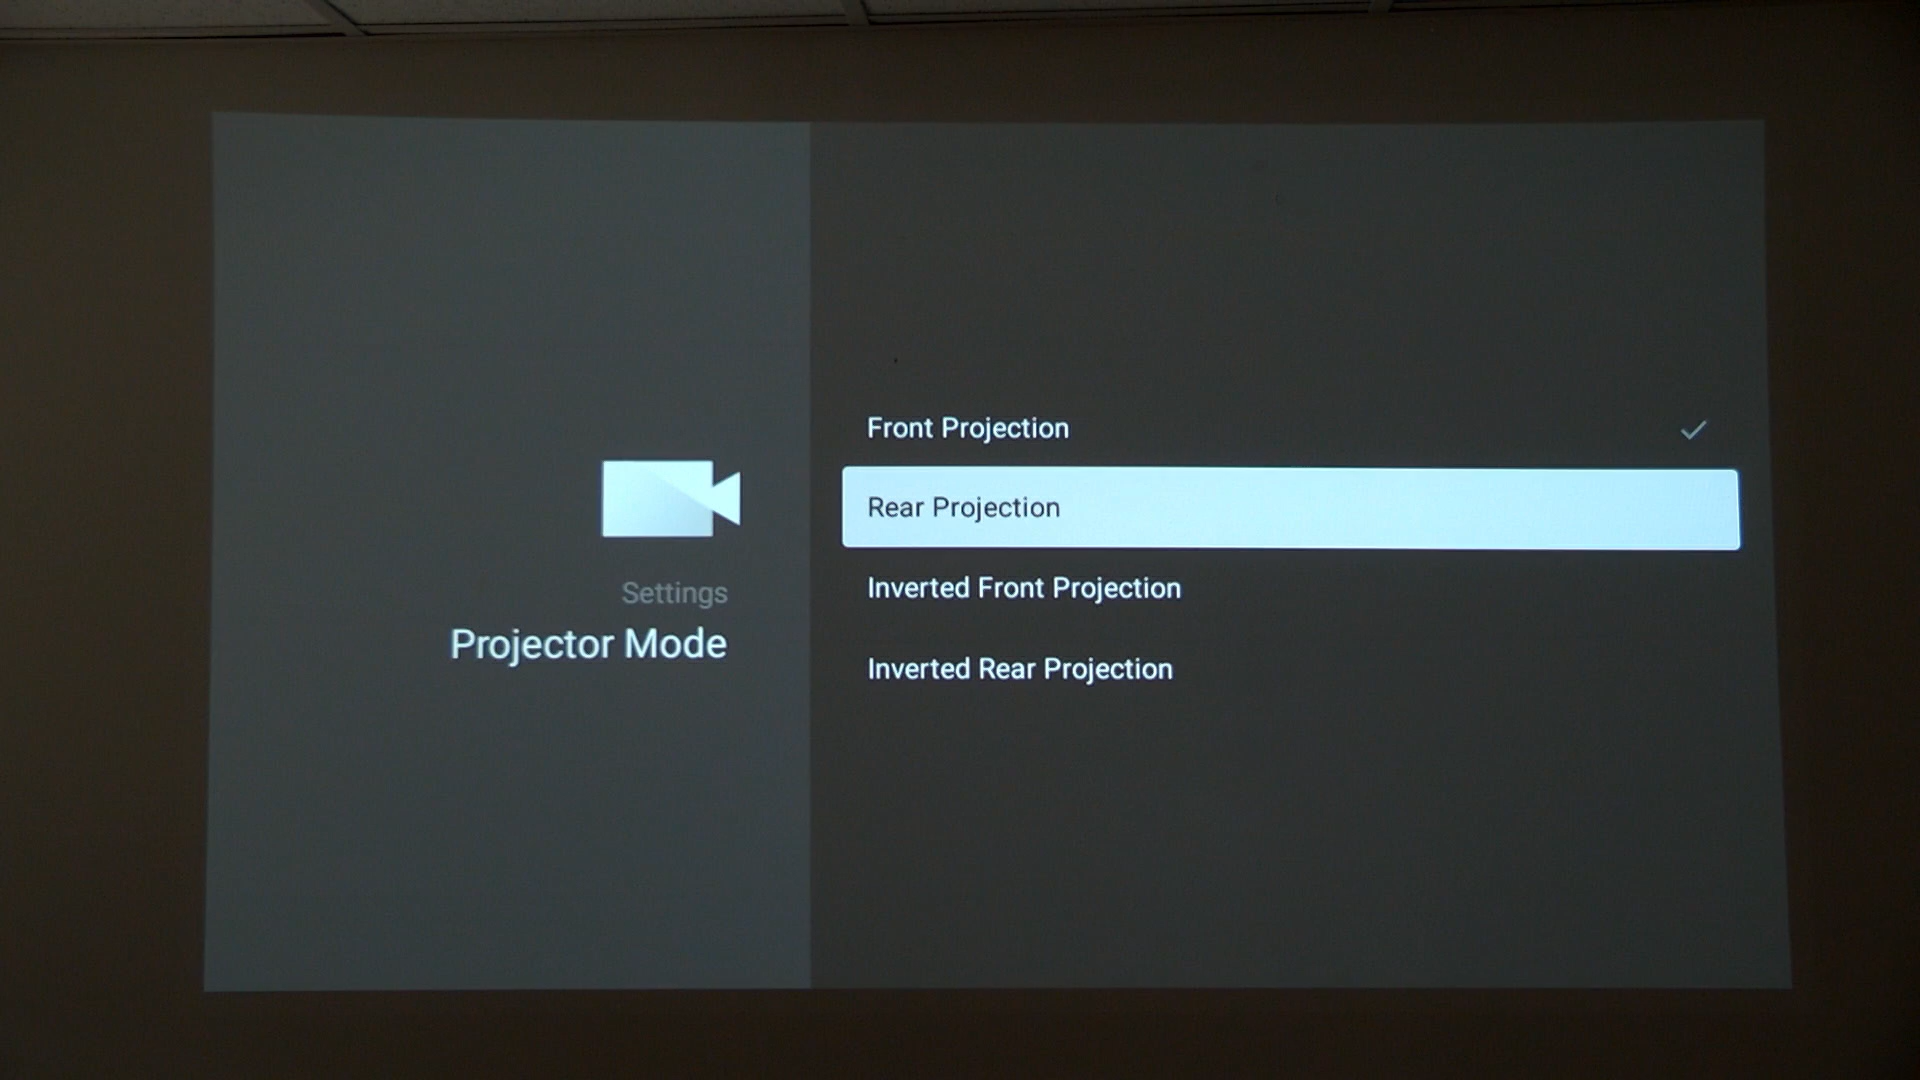 Settings
Projector Mode
Front Projection
Rear Projection
Inverted Front Projection
Inverted Rear Projection